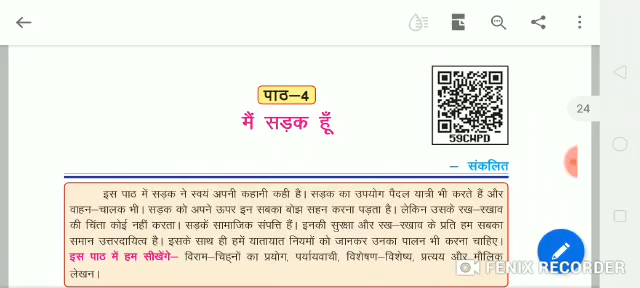 24
पाठ–4
मैं सड़क हूँ
59CWPD
– संकलित
इस पाठ में सड़क ने स्वयं अपनी कहानी कही है। सड़क का उपयोग पैदल यात्री भी करते हैं और
वाहन–चालक भी। सड़क को अपने ऊपर इन सबका बोझ सहन करना पड़ता है। लेकिन उसके रख–रखाव
की चिंता कोई नहीं करता। सड़कें सामाजिक संपत्ति हैं। इनकी सुरक्षा और रख–रखाव के प्रति हम सबका
समान उत्तरदायित्व है। इसके साथ ही हमें यातायात नियमों को जानकर उनका पालन भी करना चाहिए।
इस पाठ में हम सीखेंगे– विराम–चिह्नों का प्रयोग, पर्यायवाची, विशेषण–विशेष्य, प्रत्यय और मौलिक
लेखन।
FENIX RECORDER